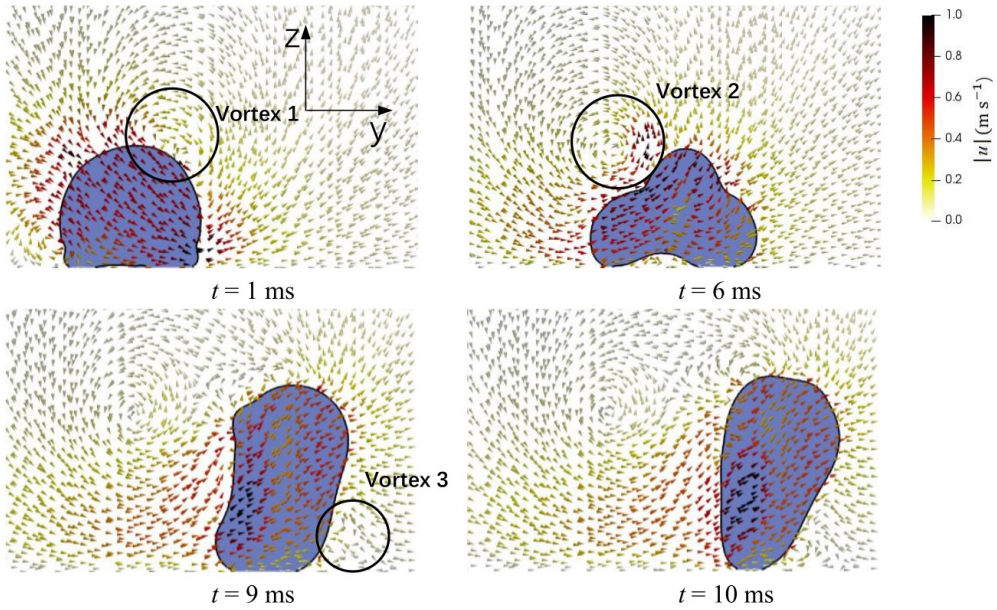 Z
y
Vortex 1
t = 1 ms
Vortex 2
t = 6 ms
1.0
0.8
0.6
0.4
0.2
0.0
|u| (m s⁻¹)
Vortex 3
t = 9 ms
t = 10 ms